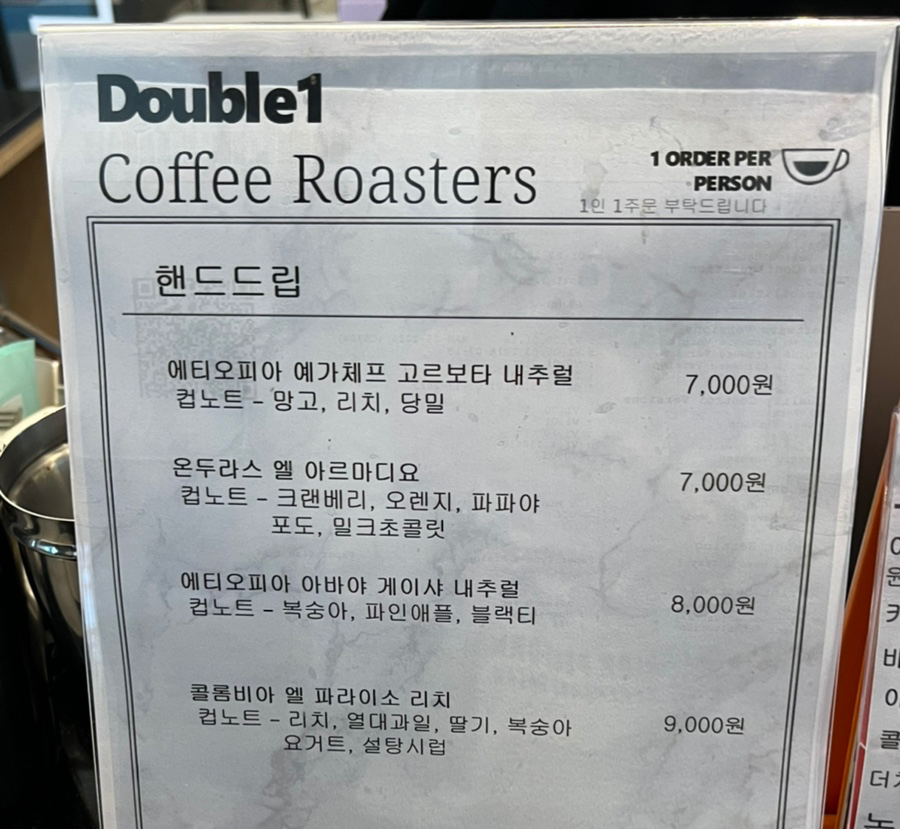 Double1
Coffee Roasters
1 ORDER PER
PERSON
1인 1주문 부탁드립니다
핸드드립
에티오피아 예가체프 고르보타 내추럴
7,000원
컵노트 – 망고, 리치, 당밀
온두라스 엘 아르마디요
7,000원
컵노트 – 크랜베리, 오렌지, 파파야
포도, 밀크초콜릿
에티오피아 아바야 게이샤 내추럴
8,000원
컵노트 – 복숭아, 파인애플, 블랙티
콜롬비아 엘 파라이소 리치
9,000원
컵노트 – 리치, 열대과일, 딸기, 복숭아
요거트, 설탕시럽